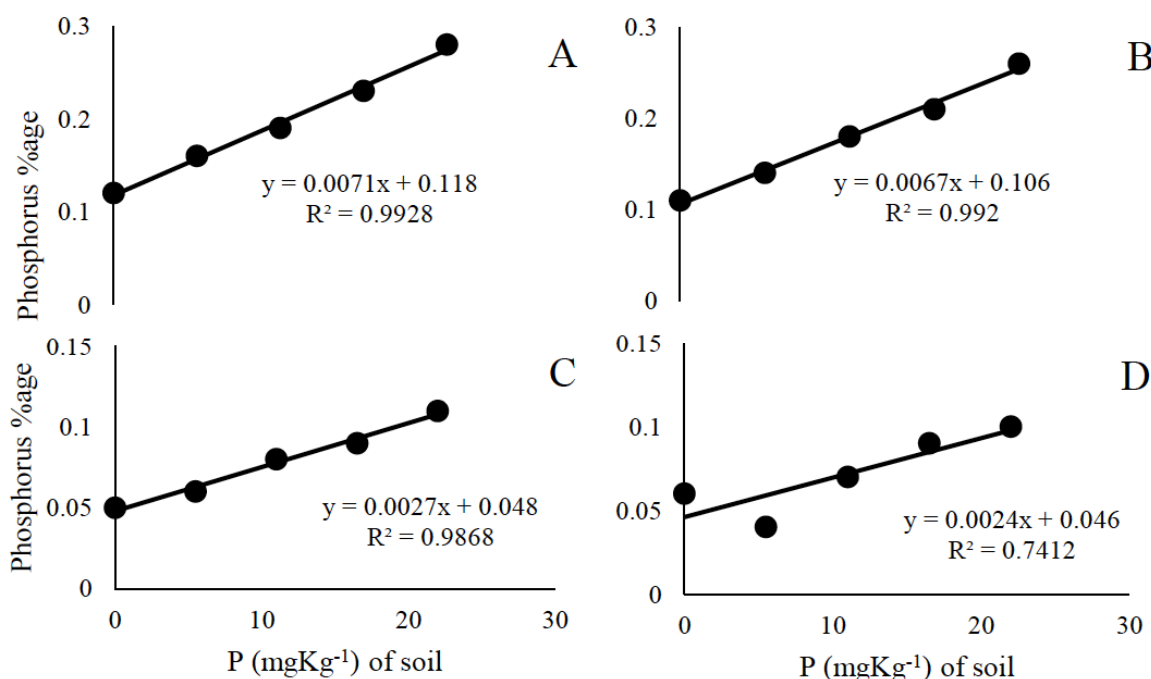 Phosphorus %age
0.3
0.2
0.1
0
A
y = 0.0071x + 0.118
R² = 0.9928
0.3
0.2
0.1
0
B
y = 0.0067x + 0.106
R² = 0.992
Phosphorus %age
0.15
0.1
0.05
0
C
y = 0.0027x + 0.048
R² = 0.9868
0 10 20 30
P (mgKg⁻¹) of soil
0.15
0.1
0.05
0
D
y = 0.0024x + 0.046
R² = 0.7412
0 10 20 30
P (mgKg⁻¹) of soil